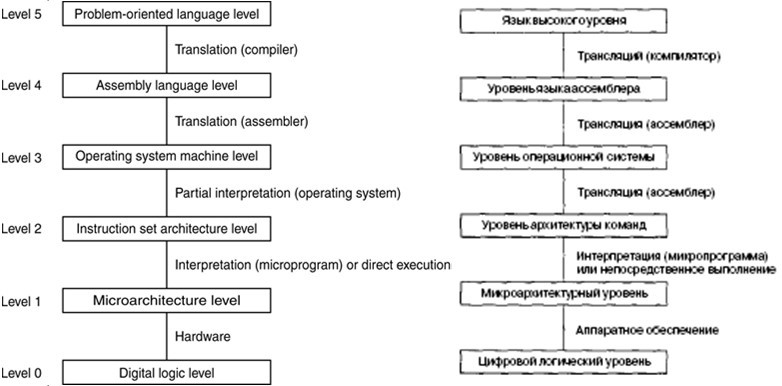 Level 5
Problem-oriented language level
Translation (compiler)
Level 4
Assembly language level
Translation (assembler)
Level 3
Operating system machine level
Partial interpretation (operating system)
Level 2
Instruction set architecture level
Interpretation (microprogram) or direct execution
Level 1
Microarchitecture level
Hardware
Level 0
Digital logic level
Язык высокого уровня
Трансляций (компилятор)
Уровень языка ассемблера
Трансляция (ассемблер)
Уровень операционной системы
Трансляция (ассемблер)
Уровень архитектуры команд
Интерпретация (микропрограмма)
или непосредственное выполнение
Микроархитектурный уровень
Аппаратное обеспечение
Цифровой логический уровень